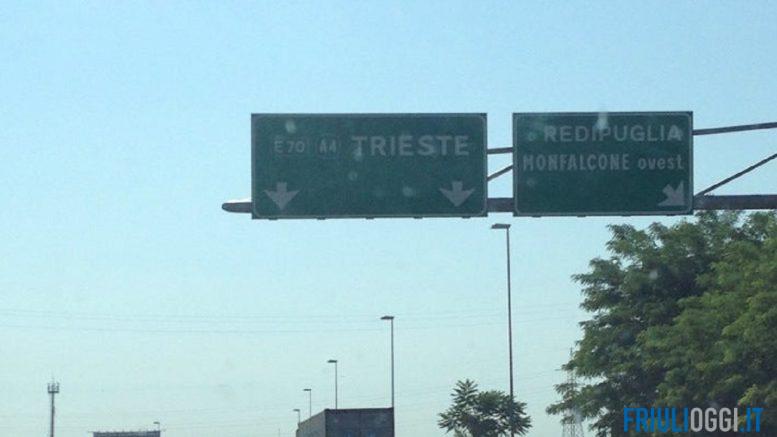 E70 A4 TRIESTE
REDIPUGLIA
MONFALCONE ovest
FRIULIOGGI.IT